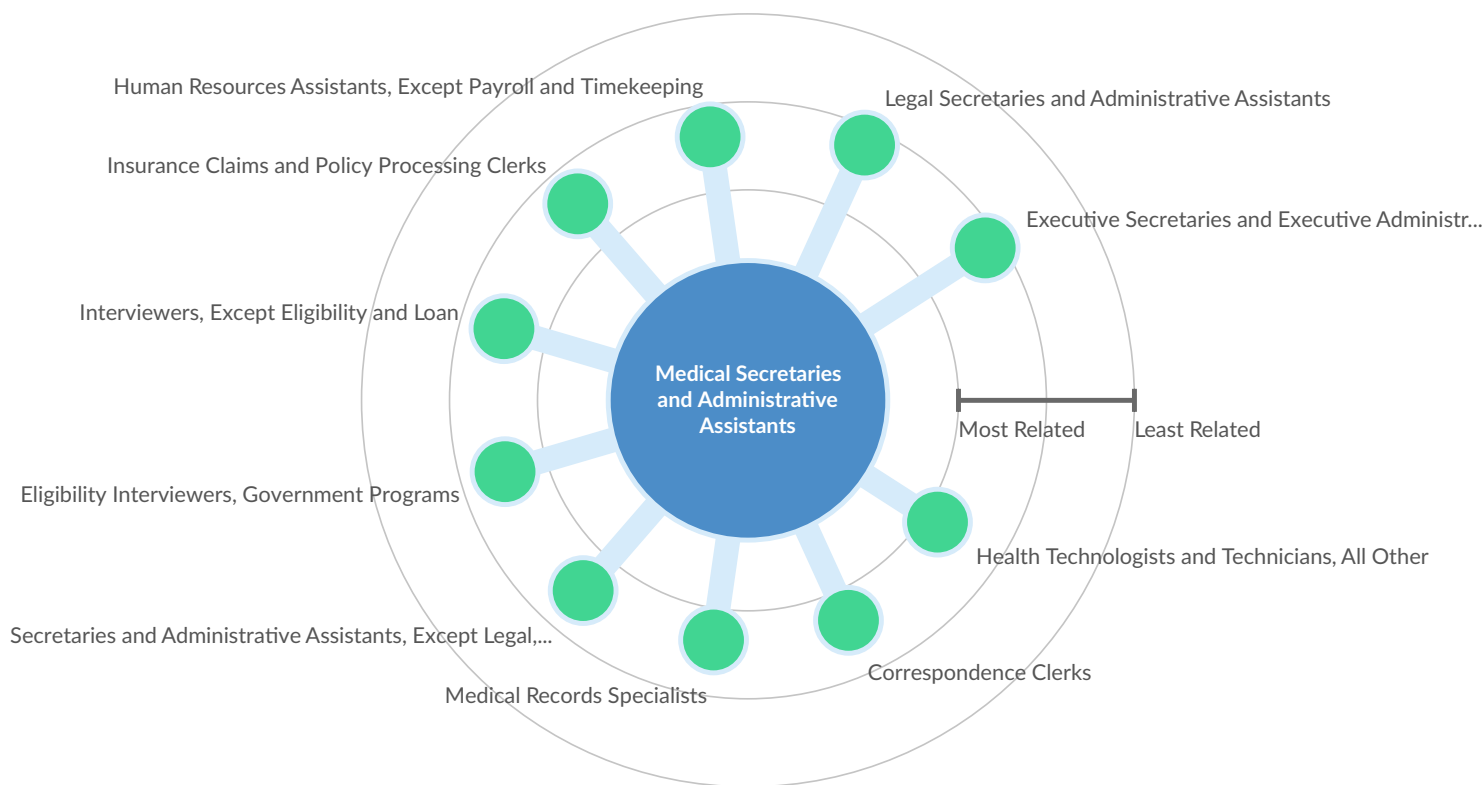 Human Resources Assistants, Except Payroll and Timekeeping
Legal Secretaries and Administrative Assistants
Insurance Claims and Policy Processing Clerks
Executive Secretaries and Executive Administr...
Interviewers, Except Eligibility and Loan
Medical Secretaries
and Administrative
Assistants
Most Related
Least Related
Eligibility Interviewers, Government Programs
Health Technologists and Technicians, All Other
Secretaries and Administrative Assistants, Except Legal,...
Correspondence Clerks
Medical Records Specialists